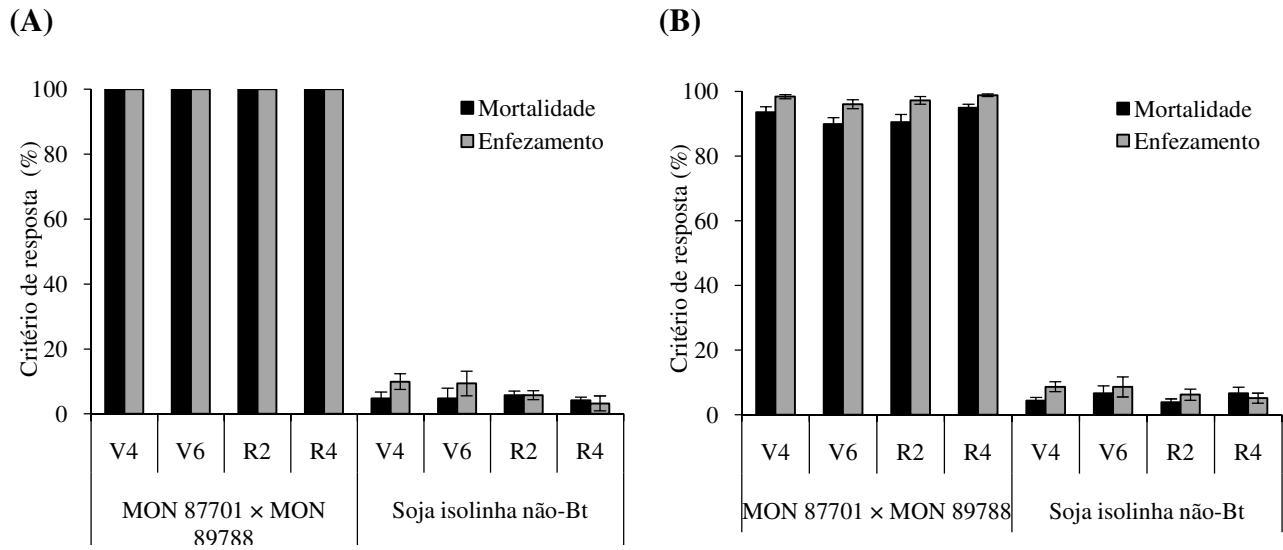 (A)
Critério de resposta (%)
100
80
60
40
20
0
Mortalidade
Enfezamento
V4 V6 R2 R4 V4 V6 R2 R4
MON 87701 × MON
89788
Soja isolinha não-Bt
(B)
Critério de resposta (%)
100
80
60
40
20
0
Mortalidade
Enfezamento
V4 V6 R2 R4 V4 V6 R2 R4
MON 87701 × MON 89788
Soja isolinha não-Bt